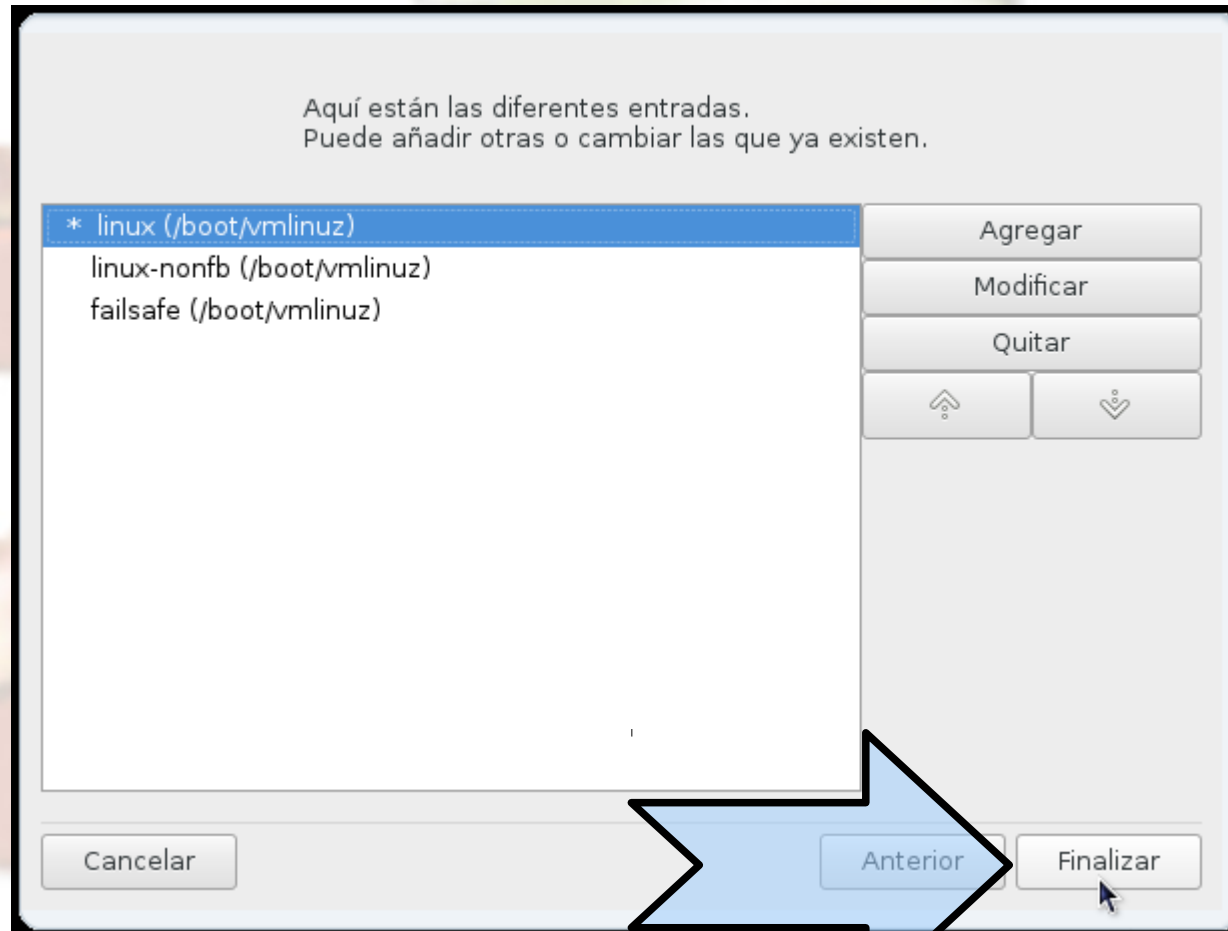 Aquí están las diferentes entradas.
Puede añadir otras o cambiar las que ya existen.
* linux (/boot/vmlinuz)
linux-nonfb (/boot/vmlinuz)
failsafe (/boot/vmlinuz)
Agregar
Modificar
Quitar
Cancelar
Anterior
Finalizar